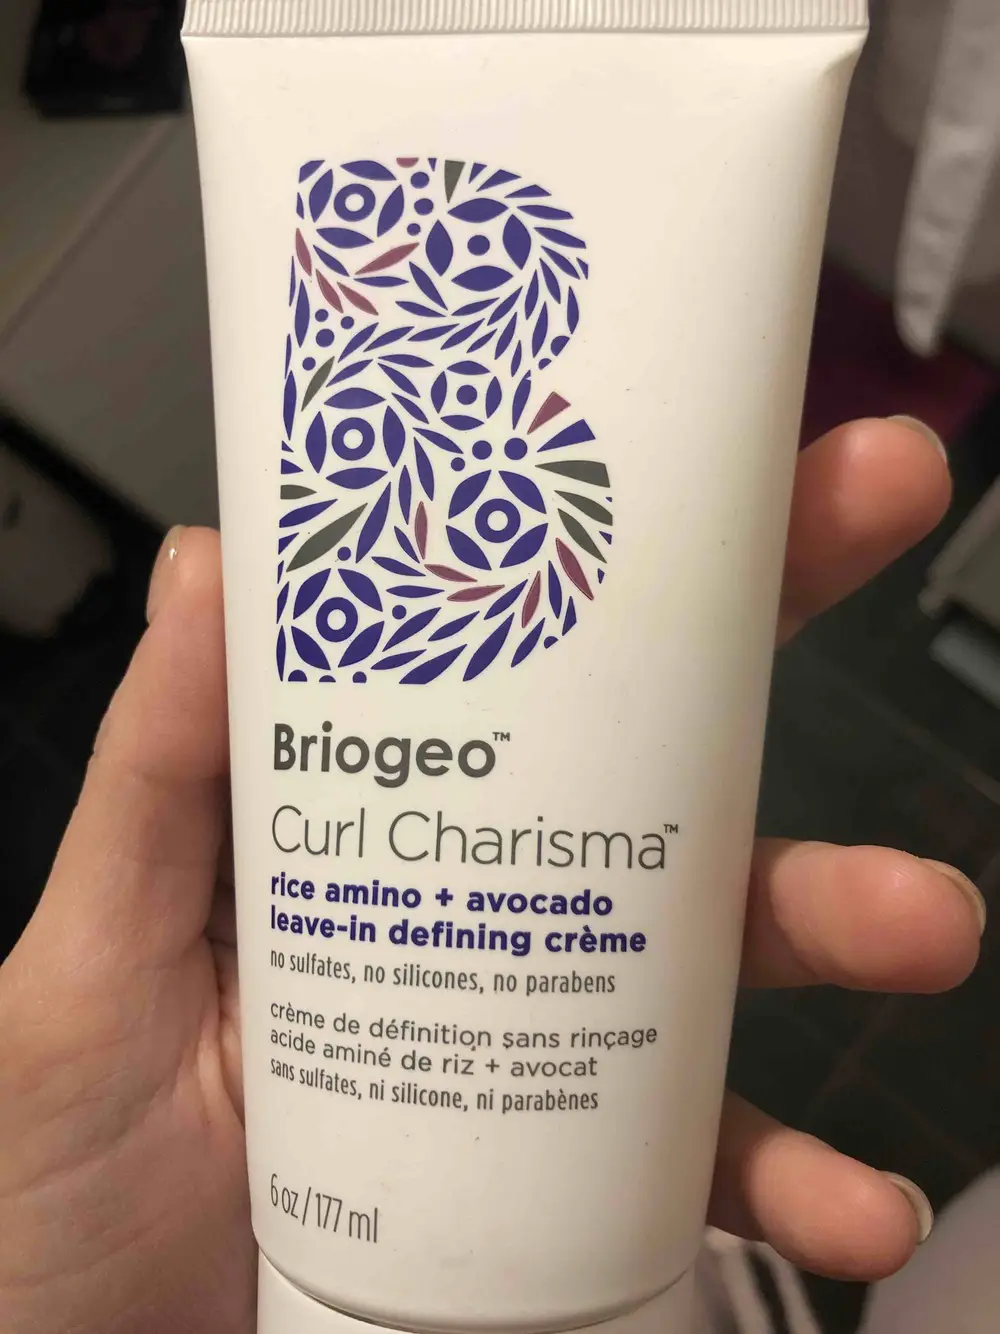 Briogeo™
Curl Charisma™
rice amino + avocado
leave-in defining crème
no sulfates, no silicones, no parabens
crème de définition sans rinçage
acide aminé de riz + avocat
sans sulfates, ni silicone, ni parabènes
6 oz/177 ml